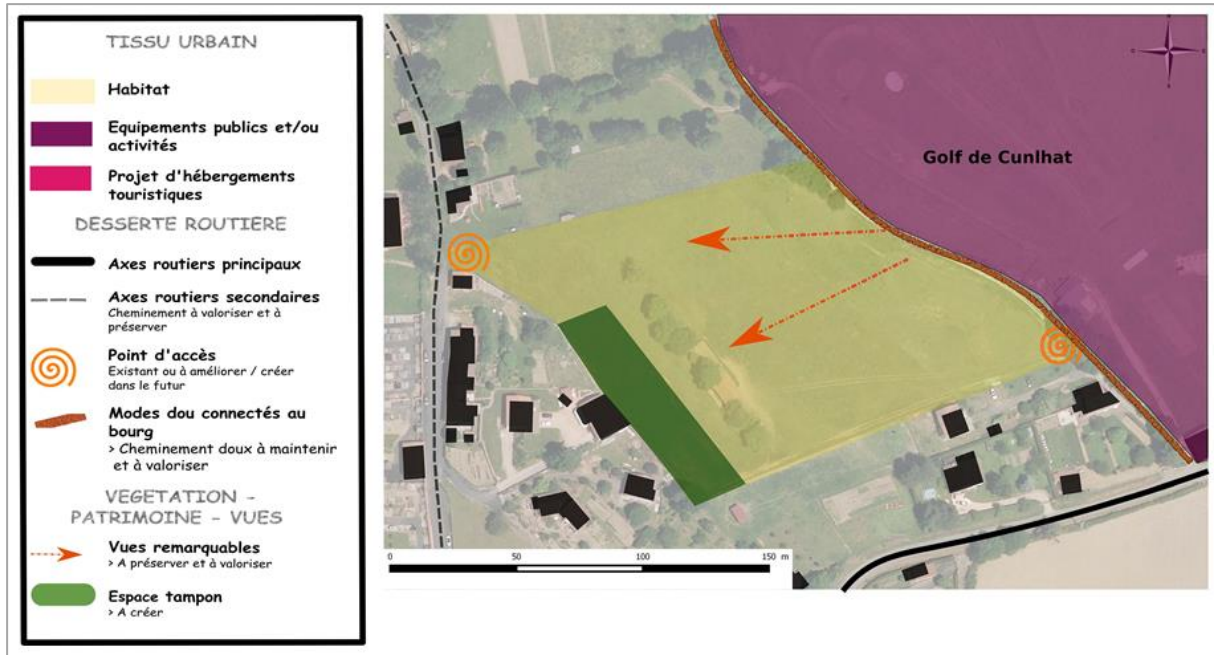 TISSU URBAIN
Habitat
Equipements publics et/ou
activités
Projet d'hébergements
touristiques
DESSERTE ROUTIERE
Axes routiers principaux
Axes routiers secondaires
Cheminement à valoriser et à
préserver
Point d'accès
Existant ou à améliorer / créer
dans le futur
Modes dou connectés au
bourg
> Cheminement doux à maintenir
et à valoriser
VEGETATION -
PATRIMOINE - VUES
Vues remarquables
> A préserver et à valoriser
Espace tampon
> A créer
Golf de Cunlhat
0 50 100 150 m